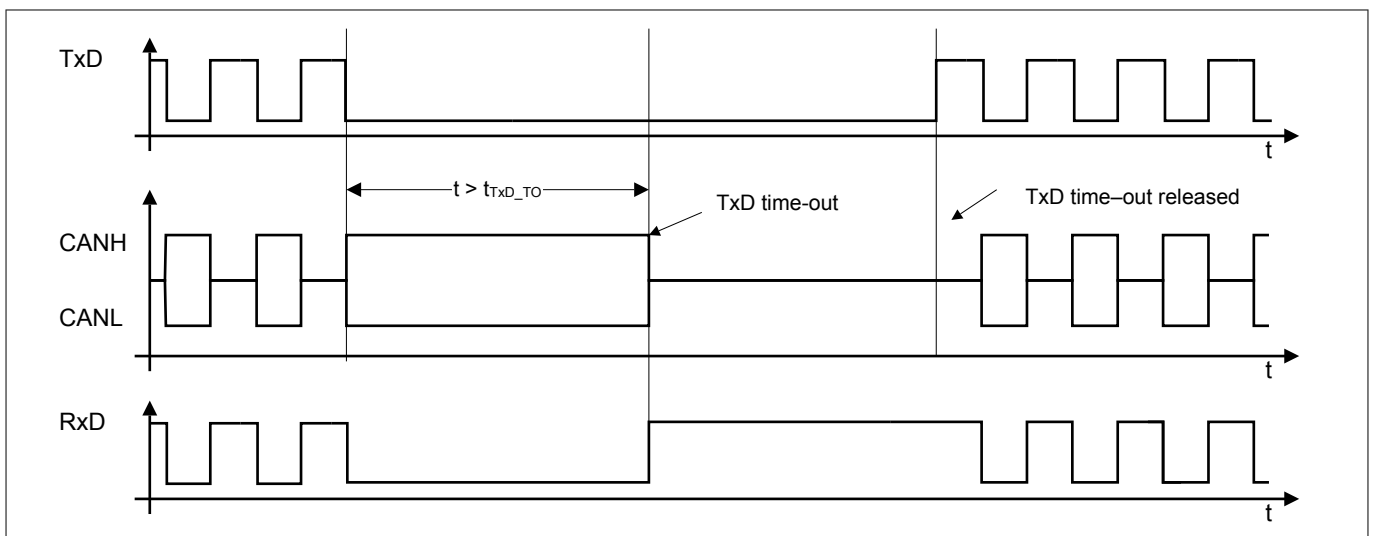 TxD
t
t > tTxD_TO
TxD time-out
TxD time–out released
CANH
CANL
t
RxD
t